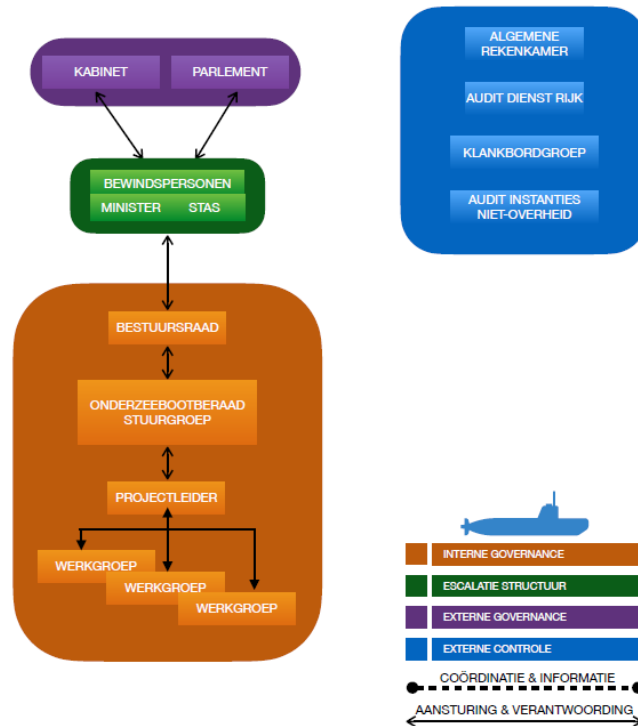 KABINET
PARLEMENT
BEWINDSPERSONEN
MINISTER STAS
BESTUURSRAAD
ONDERZEEBOOTBERAAD
STUURGROEP
PROJECTLEIDER
WERKGROEP
WERKGROEP
WERKGROEP
ALGEMENE
REKENKAMER
AUDIT DIENST RIJK
KLANKBORDGROEP
AUDIT INSTANTIES
NIET-OVERHEID
INTERNE GOVERNANCE
ESCALATIE STRUCTUUR
EXTERNE GOVERNANCE
EXTERNE CONTROLE
COÖRDINATIE & INFORMATIE
AANSTURING & VERANTWOORDING